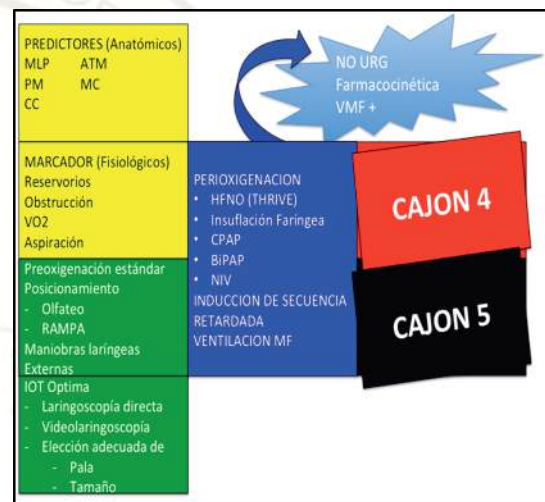 PREDICTORES (Anatómicos)
MLP ATM
PM MC
CC
NO URG
Farmacocinética
VMF +
MARCADOR (Fisiológicos)
Reservorios
Obstrucción
VO2
Aspiración
Preoxigenación estándar
Posicionamiento
- Olfateo
- RAMPA
Maniobras laríngeas
Externas
IOT Optima
- Laringoscopía directa
- Videolaringoscopía
- Elección adecuada de
- Pala
- Tamaño
PERIOXIGENACION
• HFNO (THRIVE)
• Insuflación Faríngea
• CPAP
• BiPAP
• NIV
INDUCCION DE SECUENCIA
RETARDADA
VENTILACION MF
CAJON 4
CAJON 5